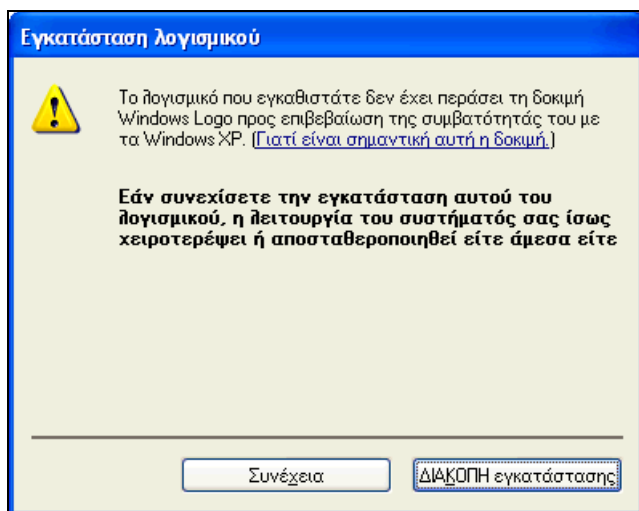 Εγκατάσταση λογισμικού
Το λογισμικό που εγκαθιστάτε δεν έχει περάσει τη δοκιμή
Windows Logo προς επιβεβαίωση της συμβατότητάς του με
τα Windows XP. (Γιατί είναι σημαντική αυτή η δοκιμή.)
Εάν συνεχίσετε την εγκατάσταση αυτού του
λογισμικού, η λειτουργία του συστήματός σας ίσως
χειροτερέψει ή αποσταθεροποιηθεί είτε άμεσα είτε
Συνέχεια
ΔΙΑΚΟΠΗ εγκατάστασης